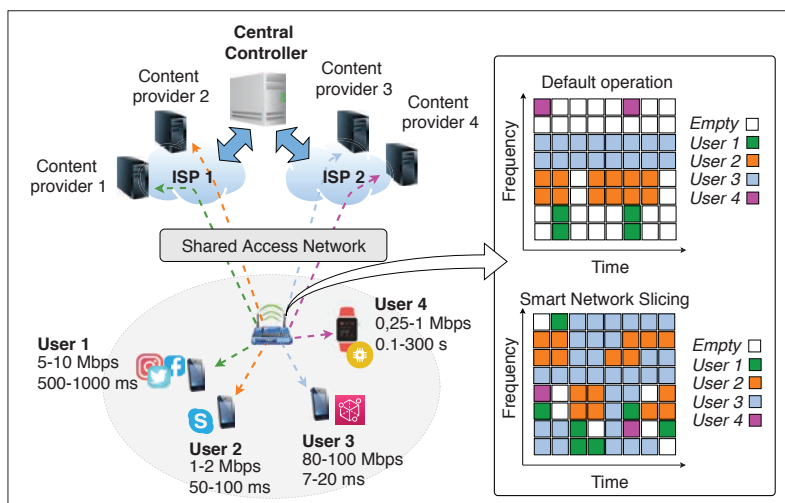 Central
Controller
Content
provider 2
Content
provider 3
Content
provider 4
Content
provider 1
ISP 1
ISP 2
Shared Access Network
User 1
5-10 Mbps
500-1000 ms
User 2
1-2 Mbps
50-100 ms
User 3
80-100 Mbps
7-20 ms
User 4
0,25-1 Mbps
0.1-300 s
Default operation
Frequency
Time
Empty
User 1
User 2
User 3
User 4
Smart Network Slicing
Frequency
Time
Empty
User 1
User 2
User 3
User 4